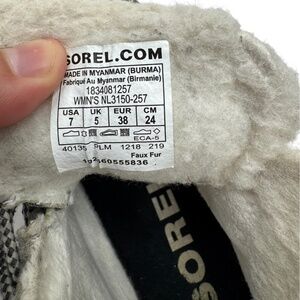 SOREL.COM
MADE IN MYANMAR (BURMA)
Fabriqué Au Myanmar (Birmanie)
1834081257
WMN'S NL3150-257
USA UK EUR CM
7 5 38 24
ECA-5
40135 PLM 1218 219
Faux Fur
SOREL